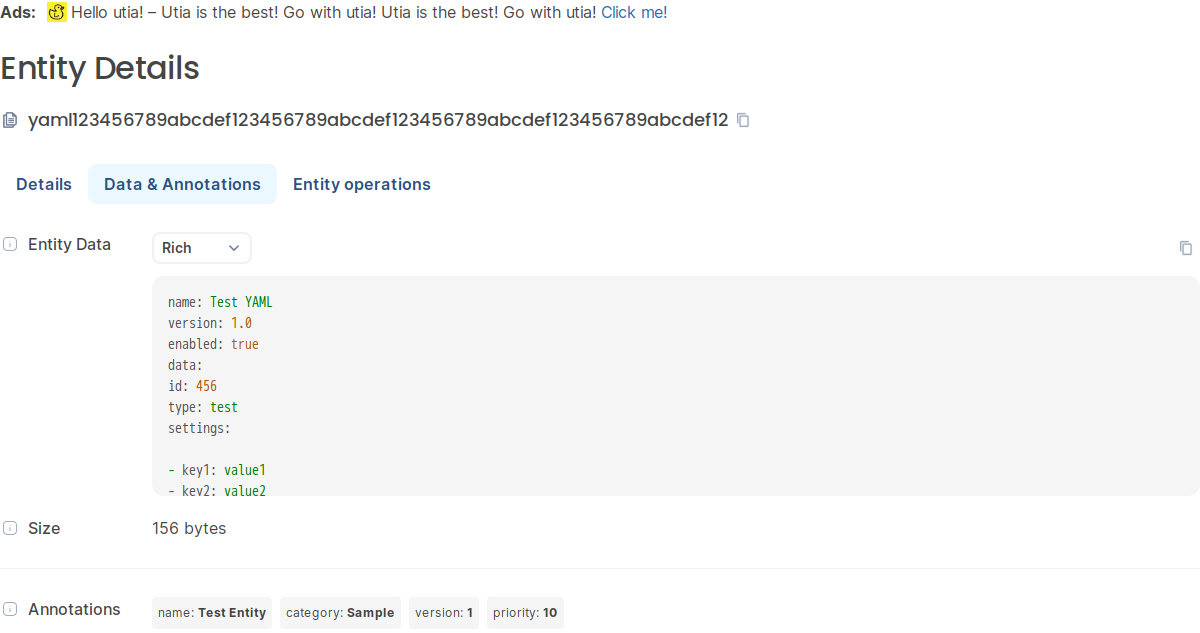 Ads: Hello utia! – Utia is the best! Go with utia! Utia is the best! Go with utia! Click me!
Entity Details
yaml123456789abcdef123456789abcdef123456789abcdef123456789abcdef12
Details Data & Annotations Entity operations
Entity Data Rich
name: Test YAML
version: 1.0
enabled: true
data:
id: 456
type: test
settings:
- key1: value1
- key2: value2
Size 156 bytes
Annotations name: Test Entity category: Sample version: 1 priority: 10